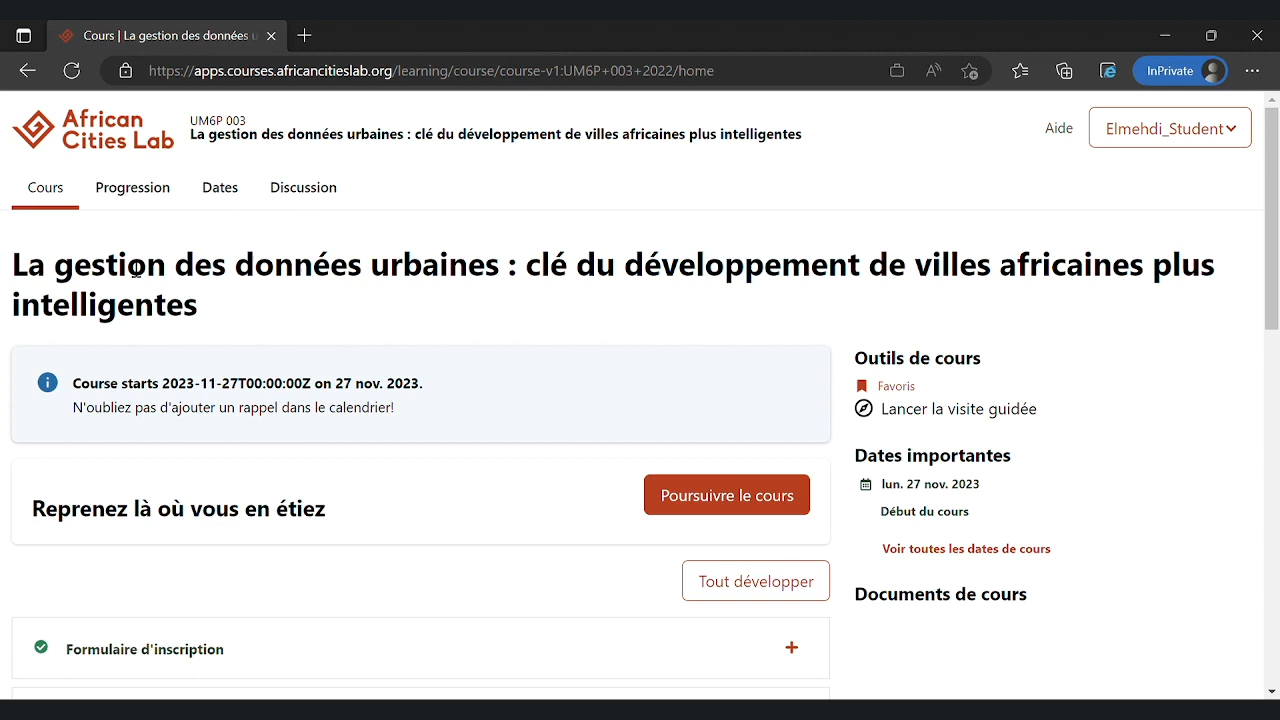 Cours | La gestion des données u
https://apps.courses.africancitieslab.org/learning/course/course-v1:UM6P+003+2022/home
InPrivate
African
Cities Lab
UM6P 003
La gestion des données urbaines : clé du développement de villes africaines plus intelligentes
Aide
Elmehdi_Student
Cours
Progression
Dates
Discussion
La gestion des données urbaines : clé du développement de villes africaines plus
intelligentes
Course starts 2023-11-27T00:00:00Z on 27 nov. 2023.
N'oubliez pas d'ajouter un rappel dans le calendrier!
Reprenez là où vous en étiez
Poursuivre le cours
Tout développer
Formulaire d'inscription
Outils de cours
Favoris
Lancer la visite guidée
Dates importantes
lun. 27 nov. 2023
Début du cours
Voir toutes les dates de cours
Documents de cours